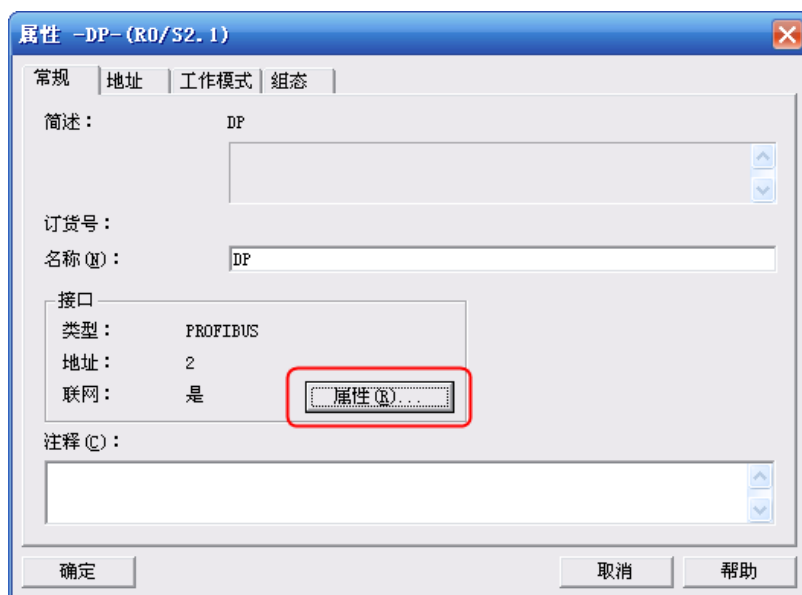 属性 -DP-(R0/S2.1)
常规 地址 工作模式 组态
简述： DP
订货号：
名称(N)： DP
接口
类型： PROFIBUS
地址： 2
联网： 是 属性(R)...
注释(C)：
确定 取消 帮助